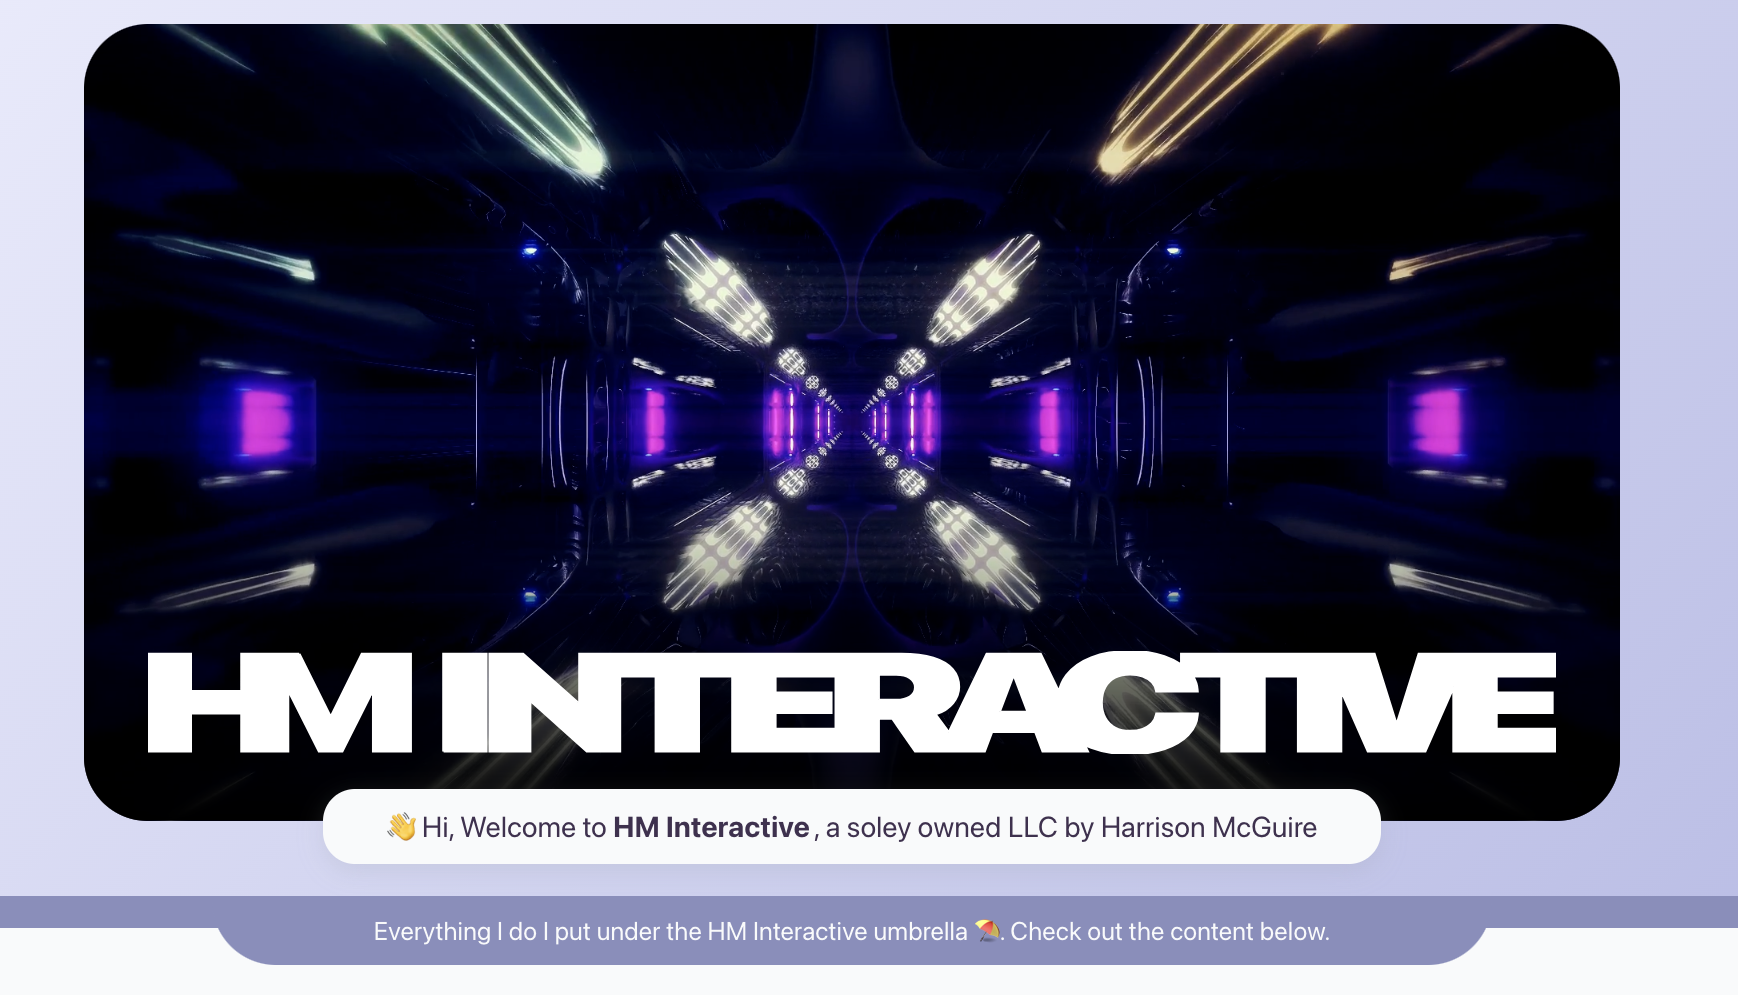 HM INTERACTIVE
👋 Hi, Welcome to HM Interactive , a soley owned LLC by Harrison McGuire
Everything I do I put under the HM Interactive umbrella ⛱️. Check out the content below.